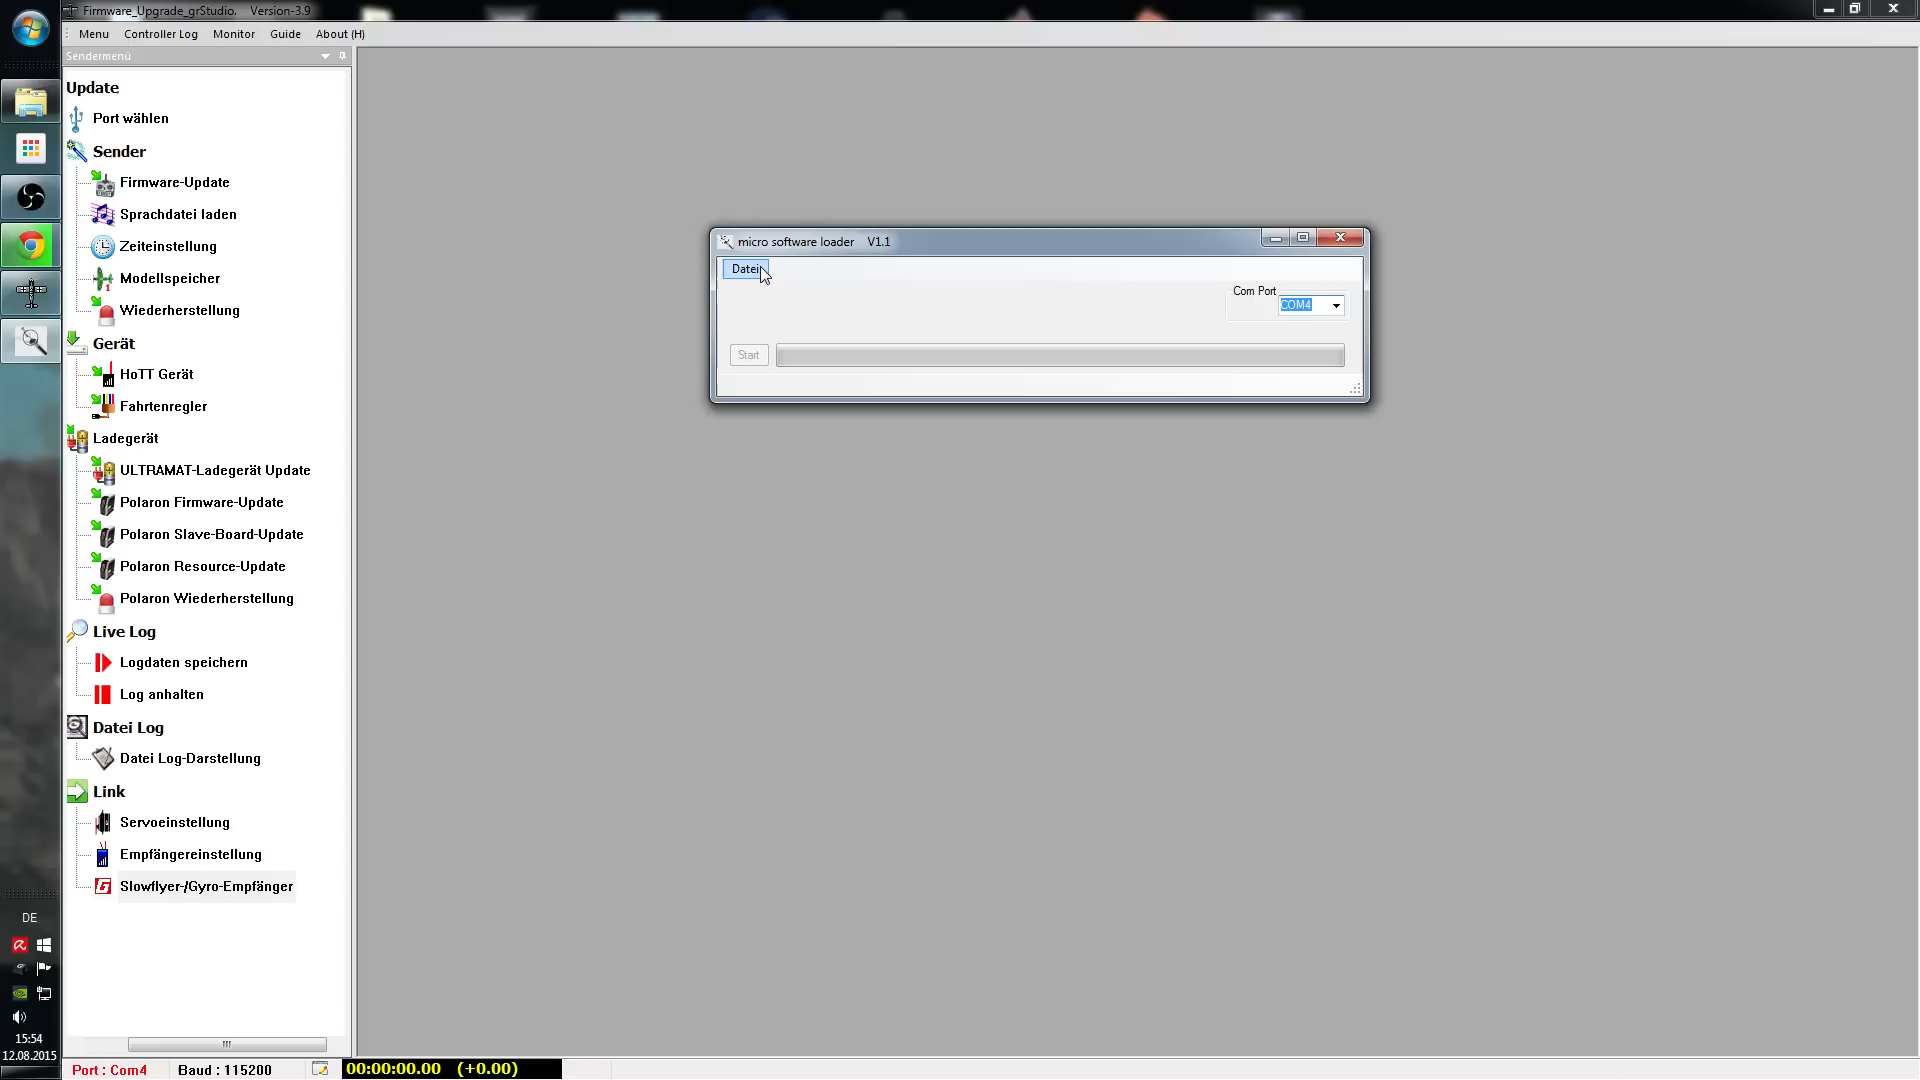 Firmware_Upgrade_grStudio. Version-3.9
Menu Controller Log Monitor Guide About (H)
Sendermenü
Update
Port wählen
Sender
Firmware-Update
Sprachdatei laden
Zeiteinstellung
Modellspeicher
Wiederherstellung
Gerät
HoTT Gerät
Fahrtenregler
Ladegerät
ULTRAMAT-Ladegerät Update
Polaron Firmware-Update
Polaron Slave-Board-Update
Polaron Resource-Update
Polaron Wiederherstellung
Live Log
Logdaten speichern
Log anhalten
Datei Log
Datei Log-Darstellung
Link
Servoeinstellung
Empfängereinstellung
Slowflyer-/Gyro-Empfänger
micro software loader V1.1
Datei
Com Port
COM4
Start
DE
15:54
12.08.2015
Port : Com4 Baud : 115200 00:00:00.00 (+0.00)